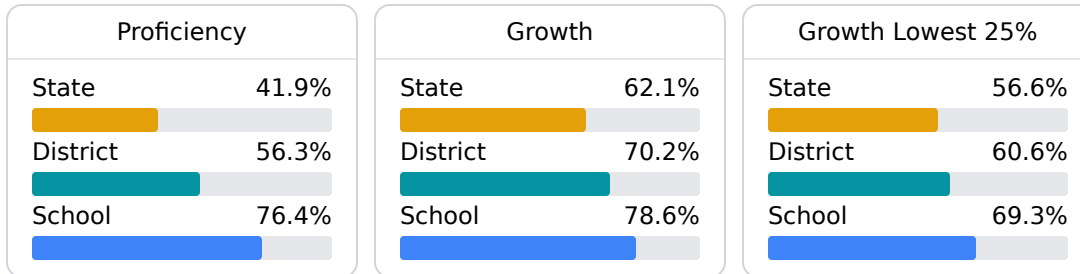 Proficiency
State 41.9%
District 56.3%
School 76.4%
Growth
State 62.1%
District 70.2%
School 78.6%
Growth Lowest 25%
State 56.6%
District 60.6%
School 69.3%